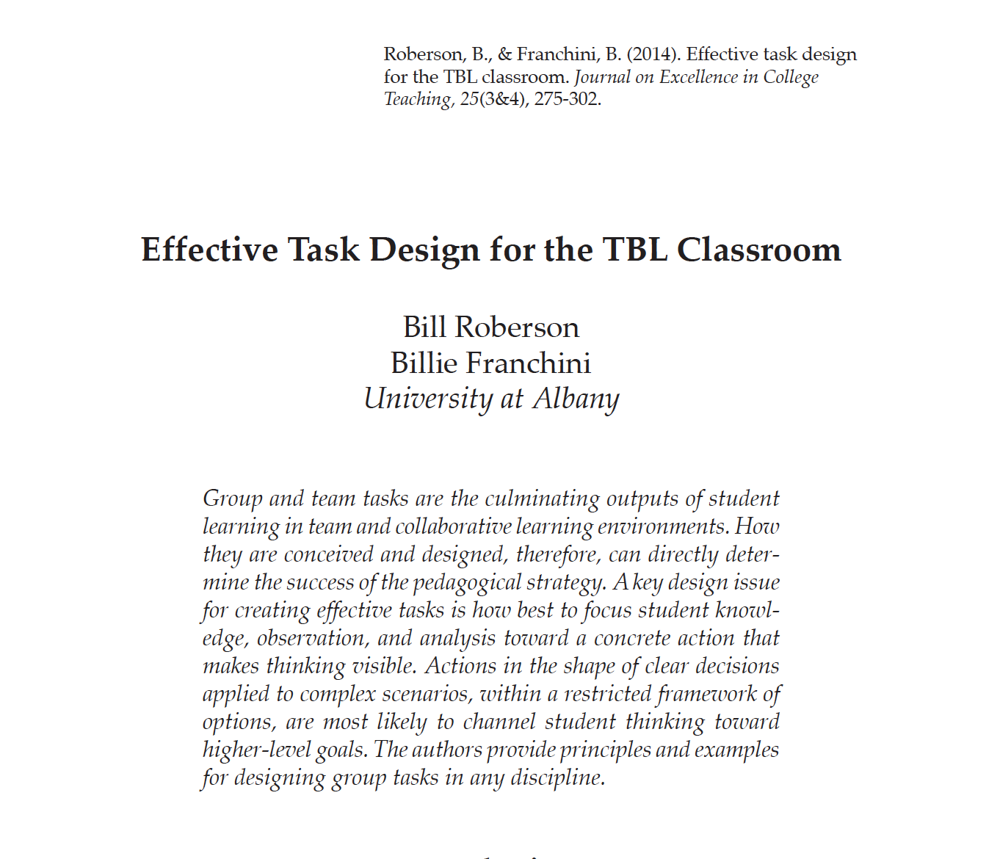 Roberson, B., & Franchini, B. (2014). Effective task design
for the TBL classroom. Journal on Excellence in College
Teaching, 25(3&4), 275-302.
Effective Task Design for the TBL Classroom
Bill Roberson
Billie Franchini
University at Albany
Group and team tasks are the culminating outputs of student
learning in team and collaborative learning environments. How
they are conceived and designed, therefore, can directly deter-
mine the success of the pedagogical strategy. A key design issue
for creating effective tasks is how best to focus student knowl-
edge, observation, and analysis toward a concrete action that
makes thinking visible. Actions in the shape of clear decisions
applied to complex scenarios, within a restricted framework of
options, are most likely to channel student thinking toward
higher-level goals. The authors provide principles and examples
for designing group tasks in any discipline.